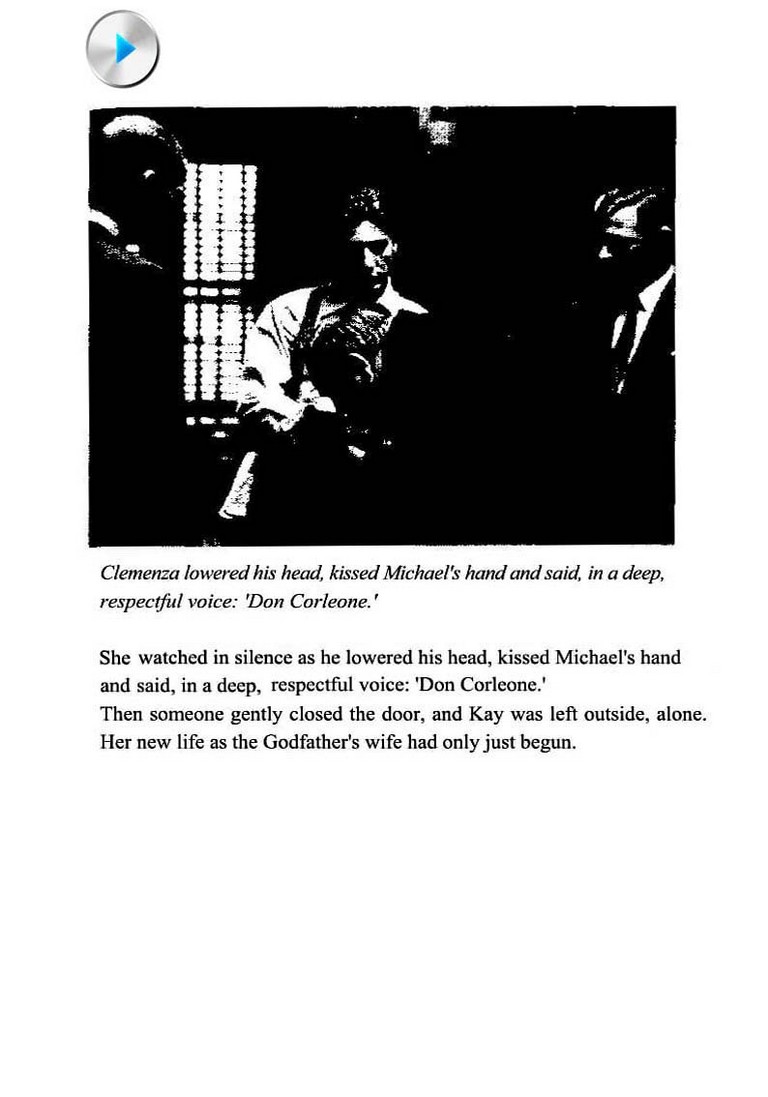 Clemenza lowered his head, kissed Michael's hand and said, in a deep,
respectful voice: 'Don Corleone.'
She watched in silence as he lowered his head, kissed Michael's hand
and said, in a deep, respectful voice: 'Don Corleone.'
Then someone gently closed the door, and Kay was left outside, alone.
Her new life as the Godfather's wife had only just begun.